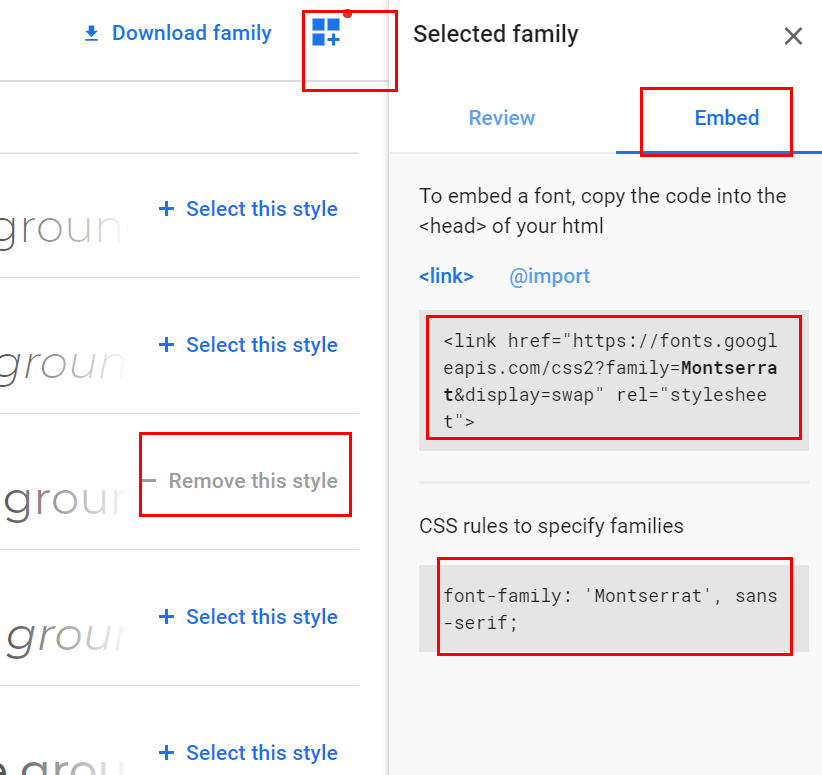 Download family
Selected family
Review
Embed
To embed a font, copy the code into the
<head> of your html
<link>
@import
<link href="https://fonts.googl
eapis.com/css2?family=Montserra
t&display=swap" rel="styleshee
t">
CSS rules to specify families
font-family: 'Montserrat', sans
-serif;
ground
+ Select this style
groun
+ Select this style
groun
− Remove this style
groun
+ Select this style
e grou
+ Select this style